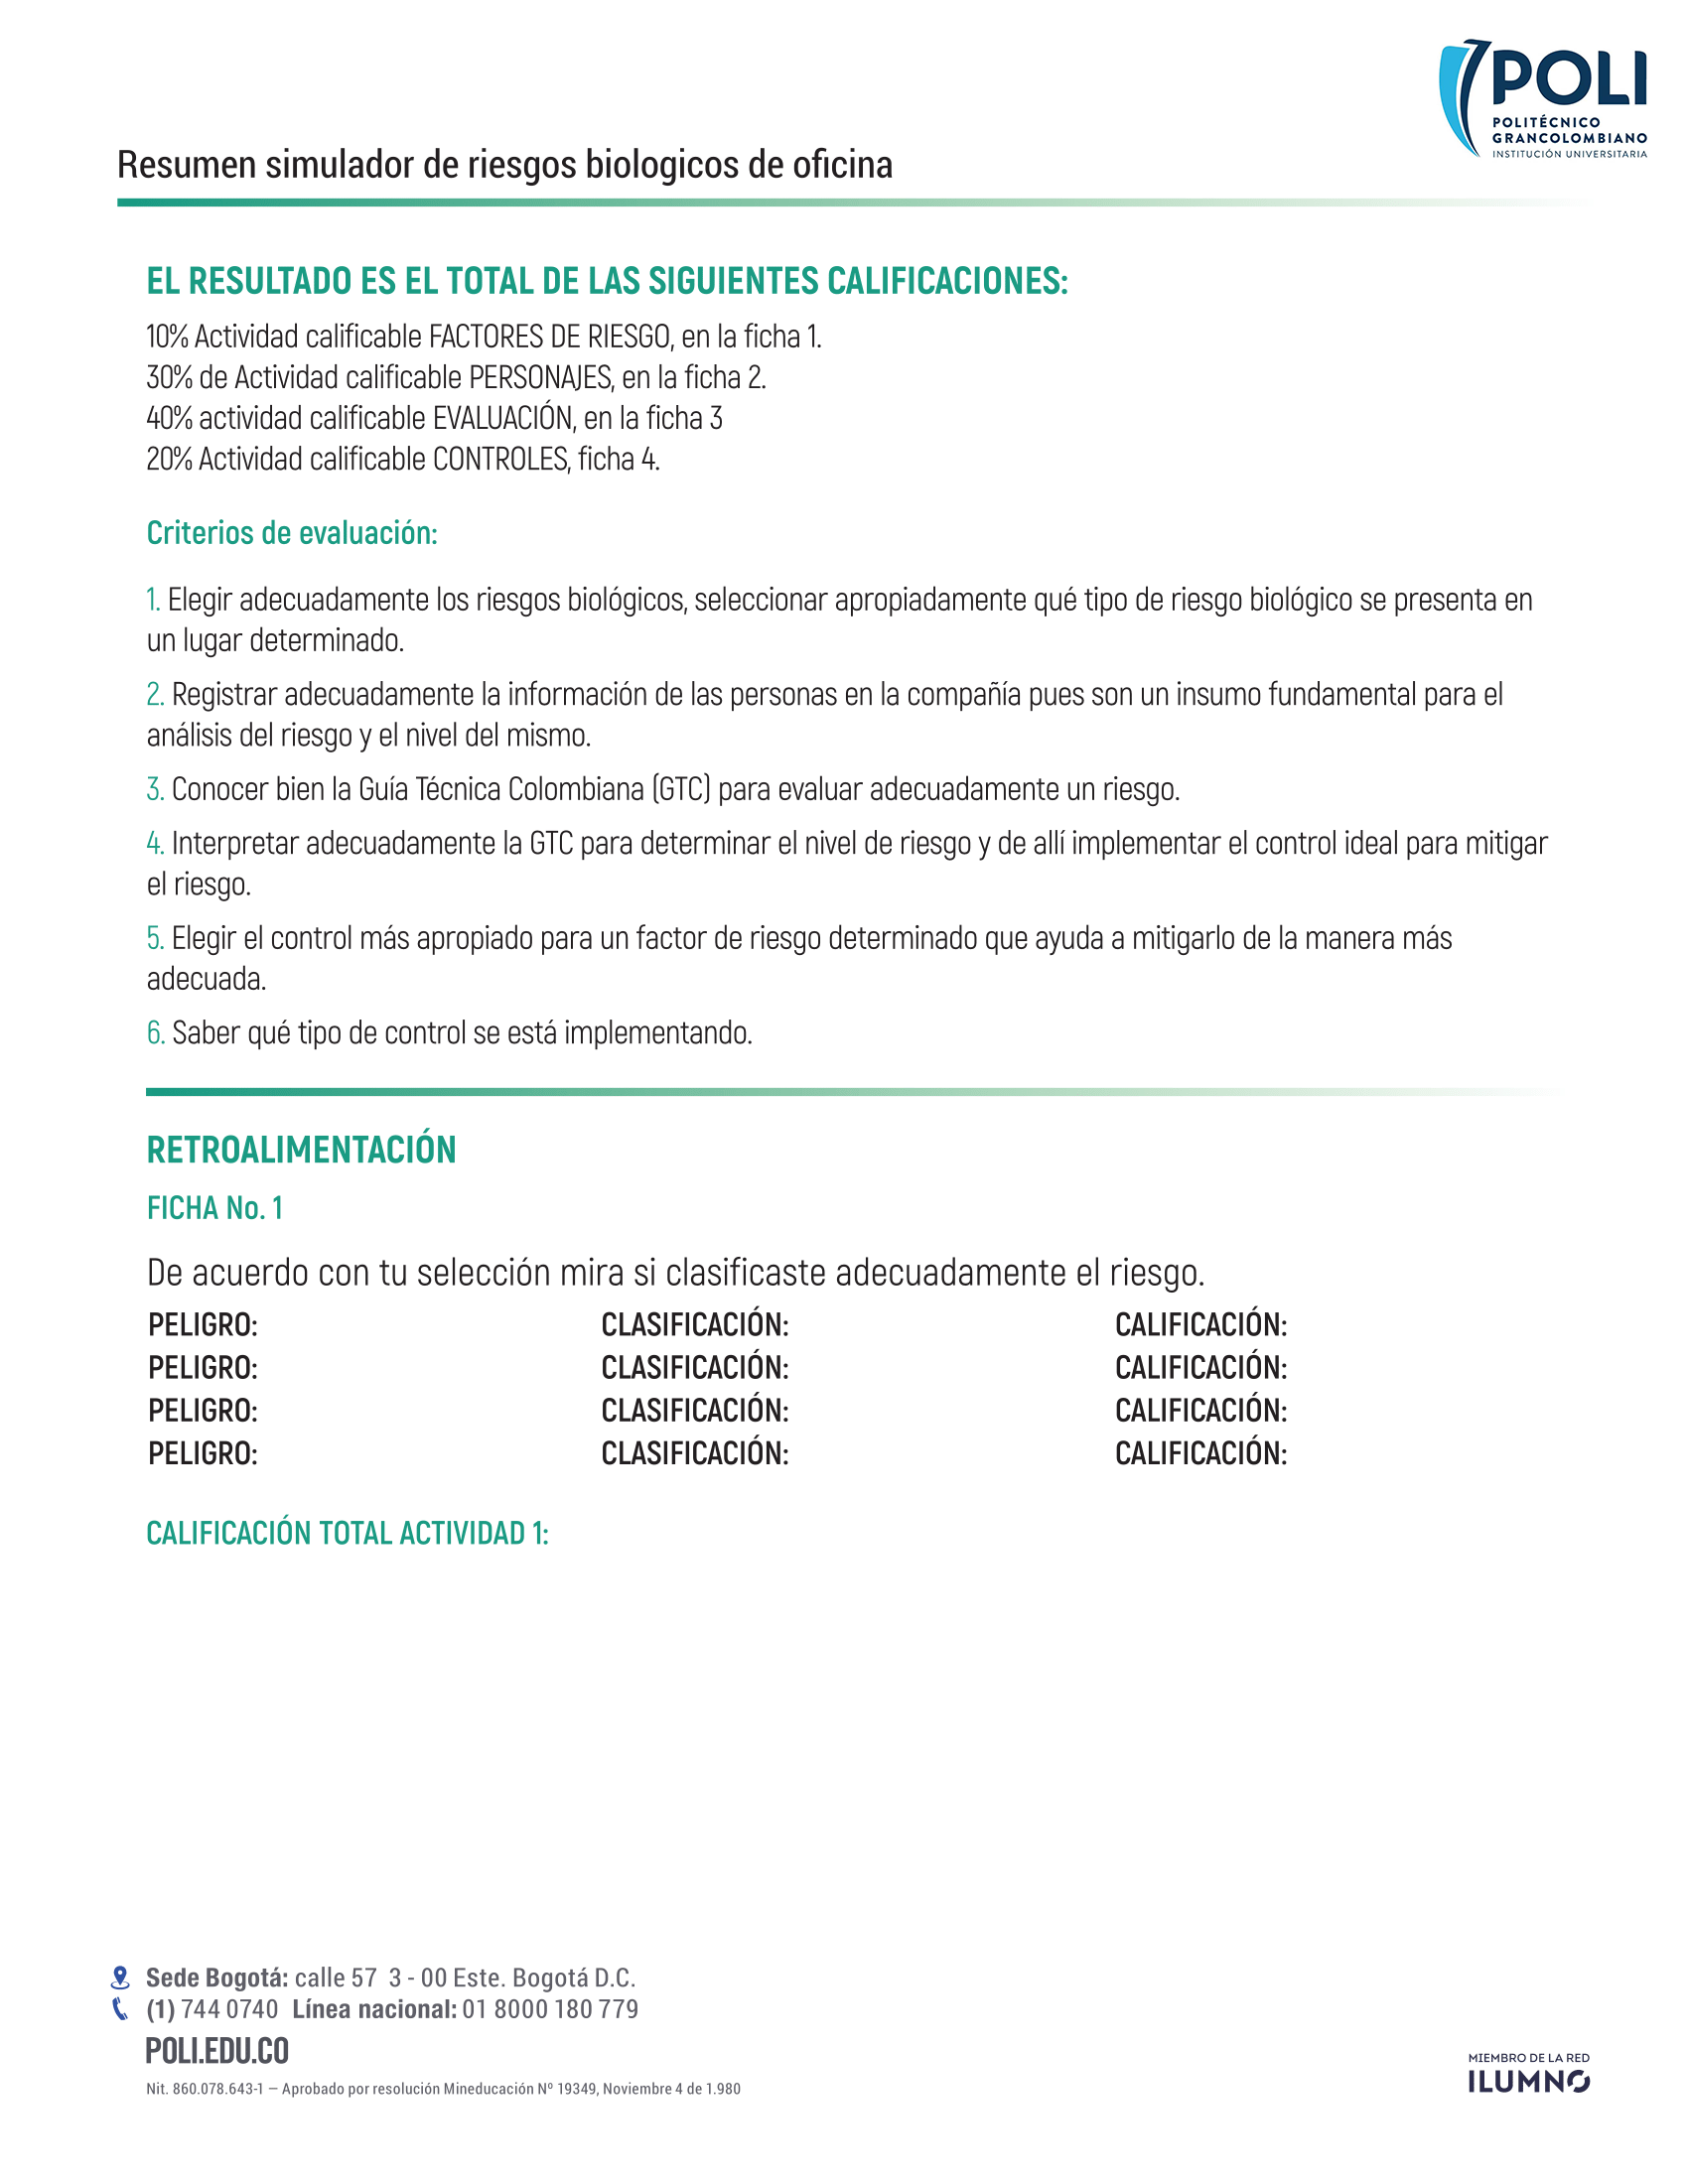 POLI
POLITÉCNICO
GRANCOLOMBIANO
INSTITUCIÓN UNIVERSITARIA
Resumen simulador de riesgos biologicos de oficina
EL RESULTADO ES EL TOTAL DE LAS SIGUIENTES CALIFICACIONES:
10% Actividad calificable FACTORES DE RIESGO, en la ficha 1.
30% de Actividad calificable PERSONAJES, en la ficha 2.
40% actividad calificable EVALUACIÓN, en la ficha 3
20% Actividad calificable CONTROLES, ficha 4.
Criterios de evaluación:
1. Elegir adecuadamente los riesgos biológicos, seleccionar apropiadamente qué tipo de riesgo biológico se presenta en
un lugar determinado.
2. Registrar adecuadamente la información de las personas en la compañía pues son un insumo fundamental para el
análisis del riesgo y el nivel del mismo.
3. Conocer bien la Guía Técnica Colombiana (GTC) para evaluar adecuadamente un riesgo.
4. Interpretar adecuadamente la GTC para determinar el nivel de riesgo y de allí implementar el control ideal para mitigar
el riesgo.
5. Elegir el control más apropiado para un factor de riesgo determinado que ayuda a mitigarlo de la manera más
adecuada.
6. Saber qué tipo de control se está implementando.
RETROALIMENTACIÓN
FICHA No. 1
De acuerdo con tu selección mira si clasificaste adecuadamente el riesgo.
PELIGRO: CLASIFICACIÓN: CALIFICACIÓN:
PELIGRO: CLASIFICACIÓN: CALIFICACIÓN:
PELIGRO: CLASIFICACIÓN: CALIFICACIÓN:
PELIGRO: CLASIFICACIÓN: CALIFICACIÓN:
CALIFICACIÓN TOTAL ACTIVIDAD 1:
Sede Bogotá: calle 57 3 - 00 Este. Bogotá D.C.
(1) 744 0740 Línea nacional: 01 8000 180 779
POLI.EDU.CO
Nit. 860.078.643-1 — Aprobado por resolución Mineducación Nº 19349, Noviembre 4 de 1.980
MIEMBRO DE LA RED
ILUMNO